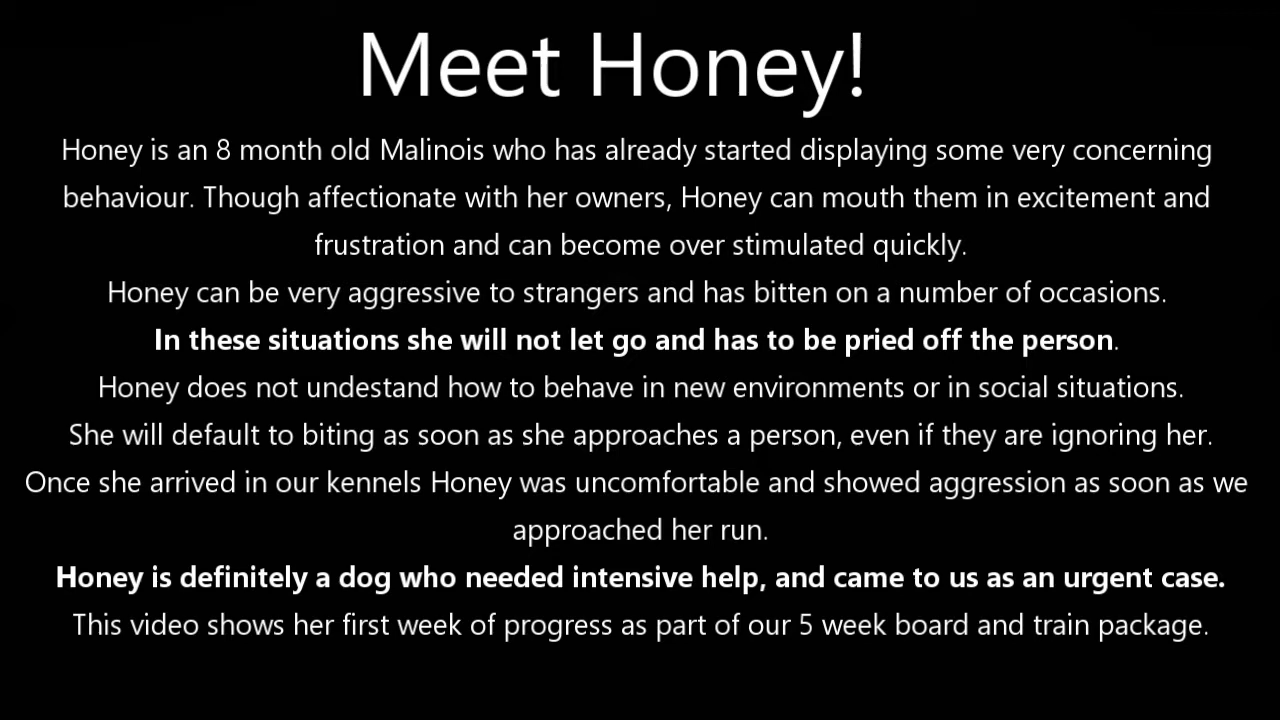 Meet Honey!
Honey is an 8 month old Malinois who has already started displaying some very concerning
behaviour. Though affectionate with her owners, Honey can mouth them in excitement and
frustration and can become over stimulated quickly.
Honey can be very aggressive to strangers and has bitten on a number of occasions.
In these situations she will not let go and has to be pried off the person.
Honey does not undestand how to behave in new environments or in social situations.
She will default to biting as soon as she approaches a person, even if they are ignoring her.
Once she arrived in our kennels Honey was uncomfortable and showed aggression as soon as we
approached her run.
Honey is definitely a dog who needed intensive help, and came to us as an urgent case.
This video shows her first week of progress as part of our 5 week board and train package.